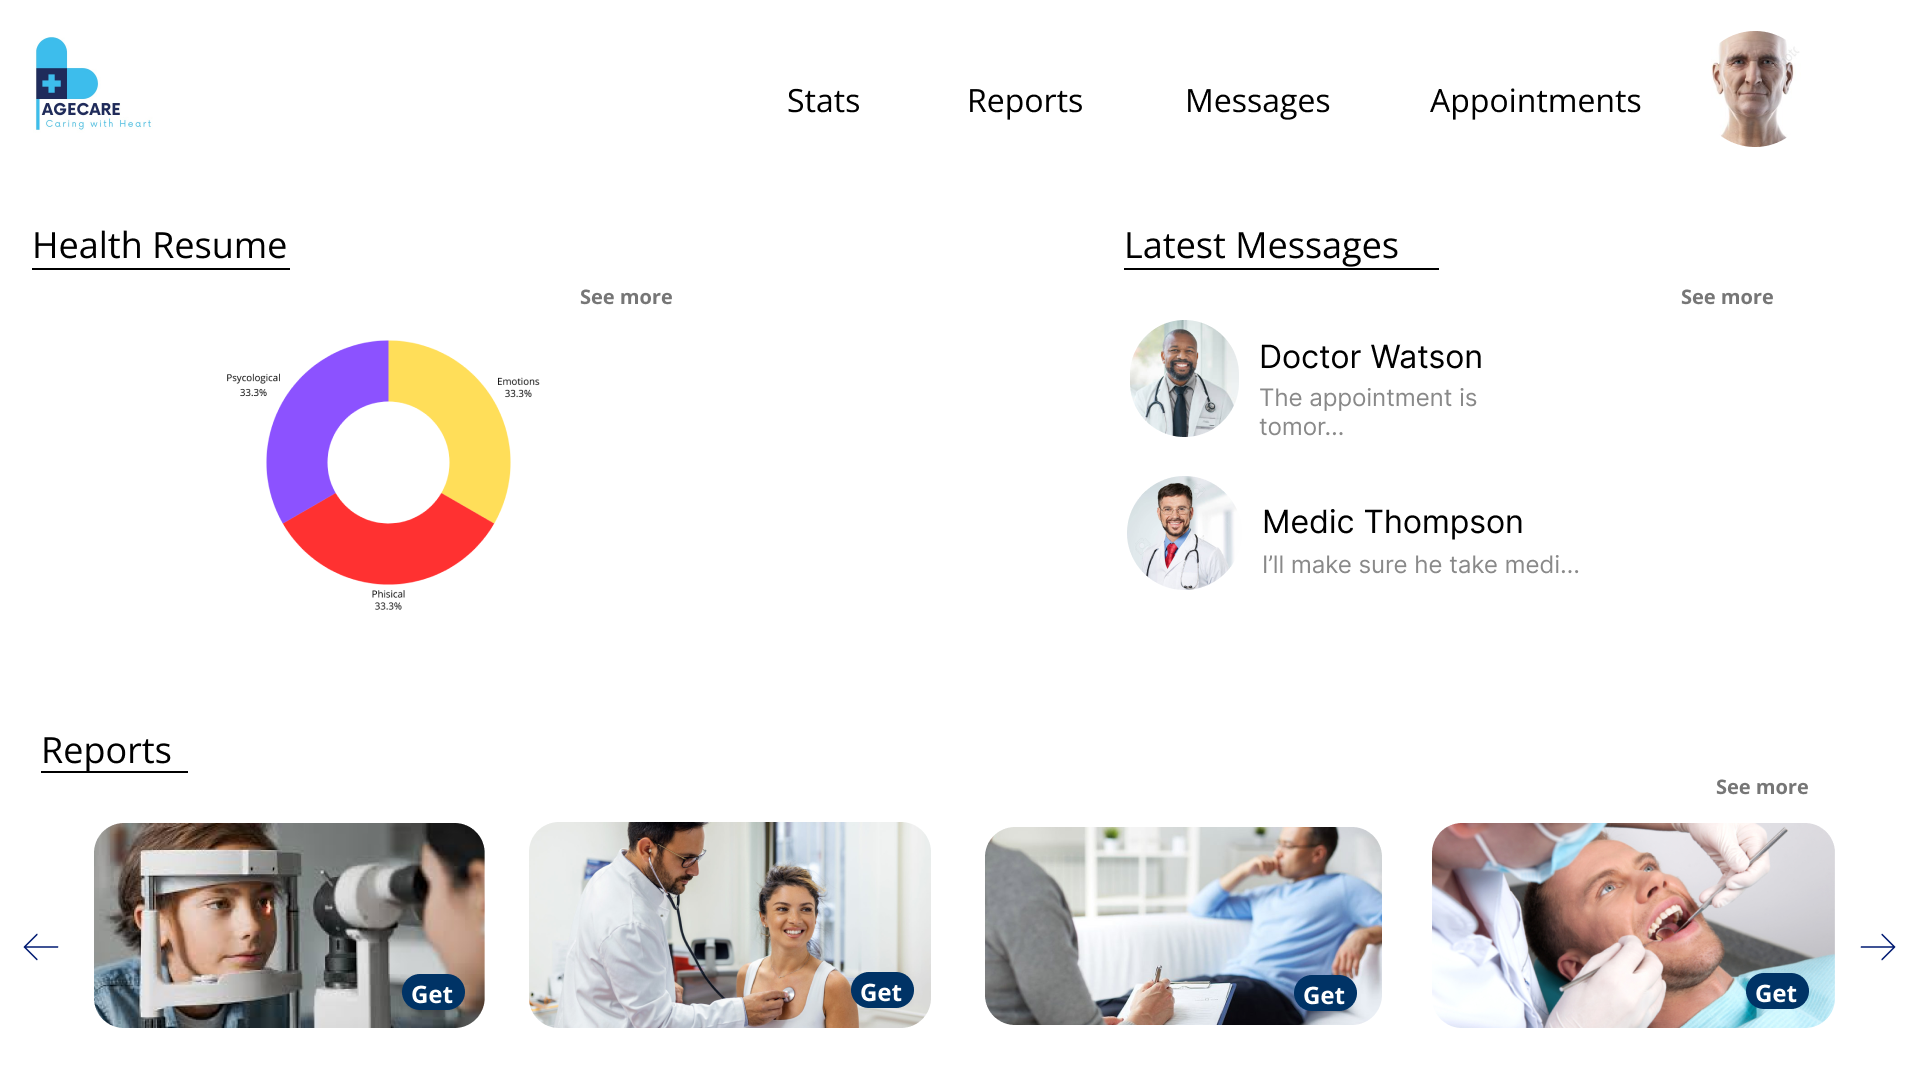 AGECARE
Caring with Heart
Stats
Reports
Messages
Appointments
Health Resume
See more
Psycological
33.3%
Emotions
33.3%
Phisical
33.3%
Latest Messages
See more
Doctor Watson
The appointment is
tomor...
Medic Thompson
I'll make sure he take medi...
Reports
See more
Get
Get
Get
Get